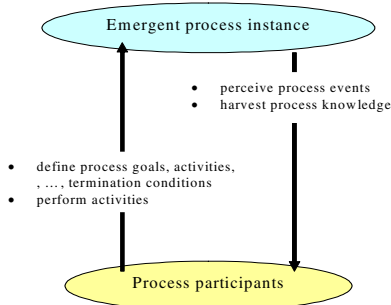 Emergent process instance
• perceive process events
• harvest process knowledge
• define process goals, activities,
, ..., termination conditions
• perform activities
Process participants